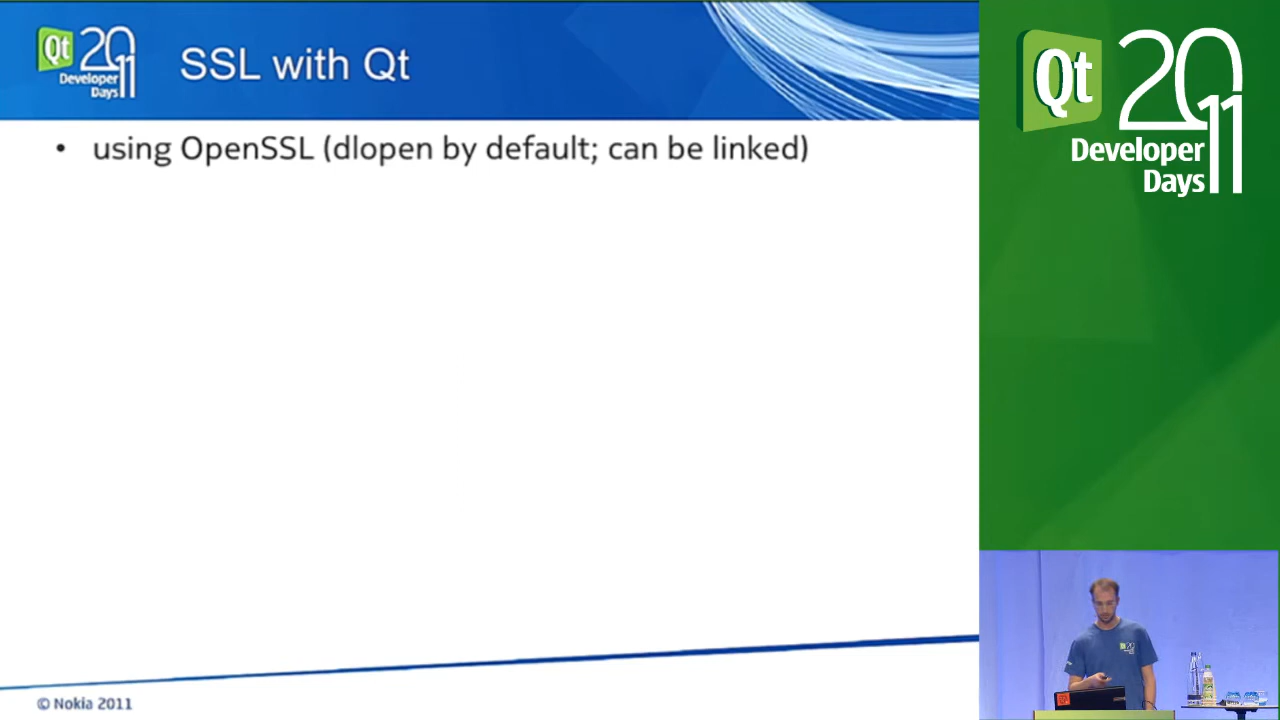 Qt 2011
Developer
Days
SSL with Qt
• using OpenSSL (dlopen by default; can be linked)
© Nokia 2011
Qt 2011
Developer
Days